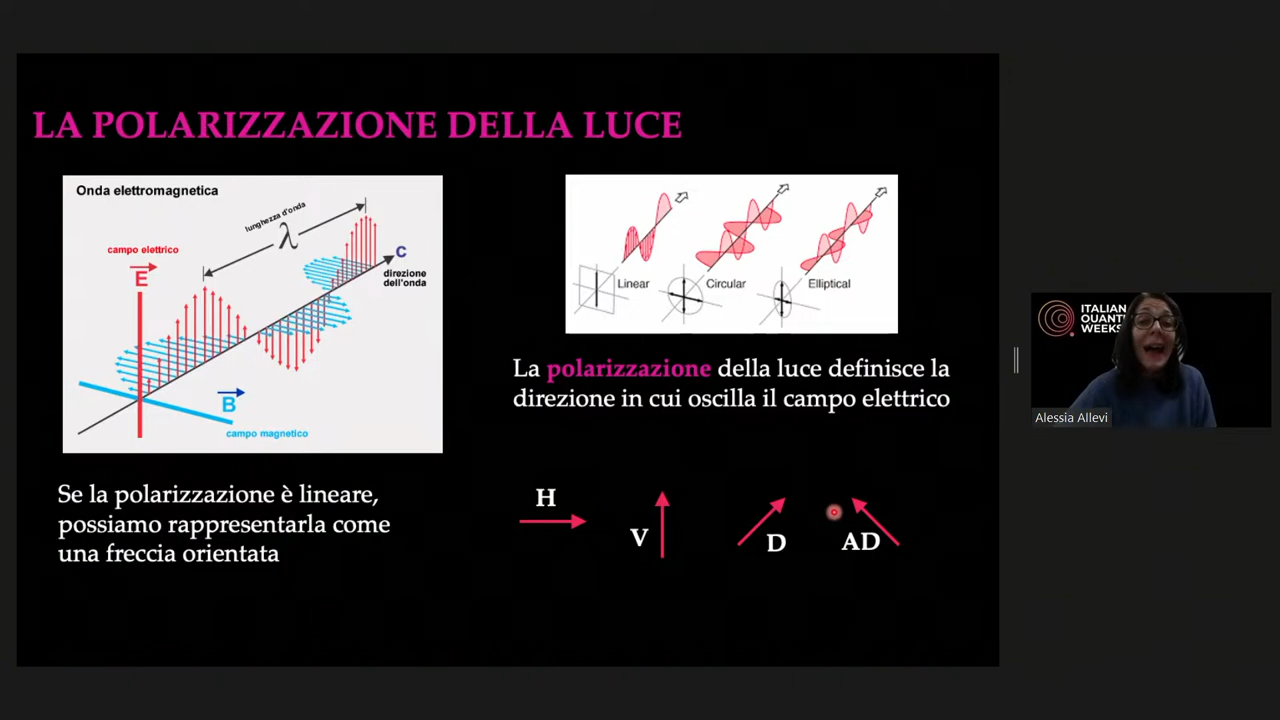 LA POLARIZZAZIONE DELLA LUCE
Onda elettromagnetica
lunghezza d'onda
λ
campo elettrico
E
C
direzione
dell'onda
B
campo magnetico
Linear
Circular
Elliptical
La polarizzazione della luce definisce la
direzione in cui oscilla il campo elettrico
Se la polarizzazione è lineare,
possiamo rappresentarla come
una freccia orientata
H
V
D
AD
ITALIAN
QUANT
WEEKS
Alessia Allevi